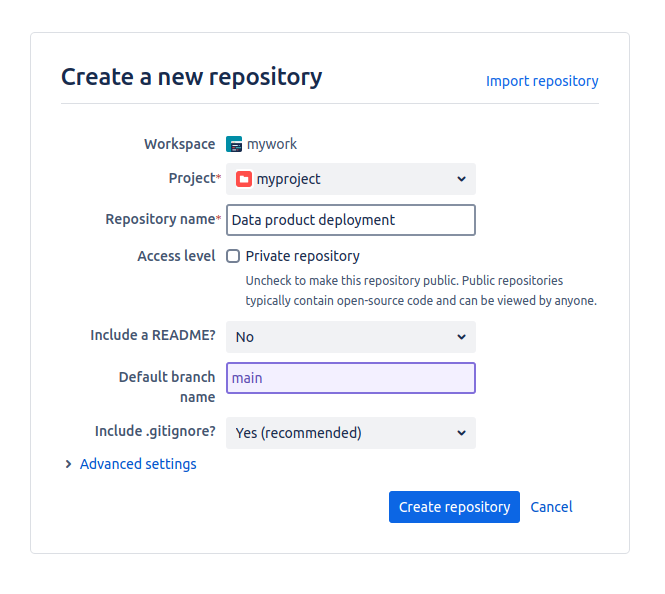 Create a new repository
Import repository
Workspace mywork
Project* myproject
Repository name* Data product deployment
Access level Private repository
Uncheck to make this repository public. Public repositories
typically contain open-source code and can be viewed by anyone.
Include a README? No
Default branch
name
main
Include .gitignore? Yes (recommended)
Advanced settings
Create repository Cancel